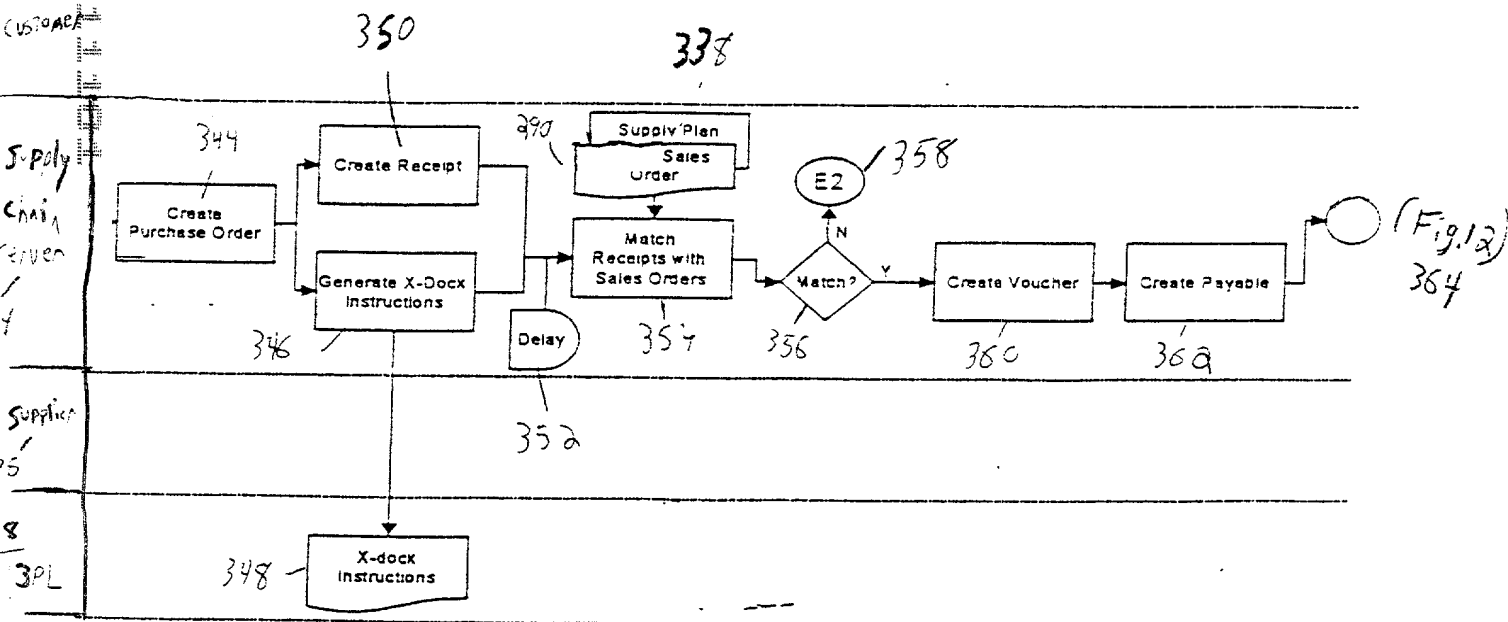 CUSTOMER
350
338
344
290
Supply Plan
Sales
Order
358
E2
Supply
Chain
Server
Create Receipt
Create
Purchase Order
N
(Fig. 12)
364
Match
Receipts with
Sales Orders
Match?
Y
Create Voucher
Create Payable
Generate X-Docx
Instructions
346
Delay
354
356
360
362
352
Supplier
348
X-dock
Instructions
8
3PL